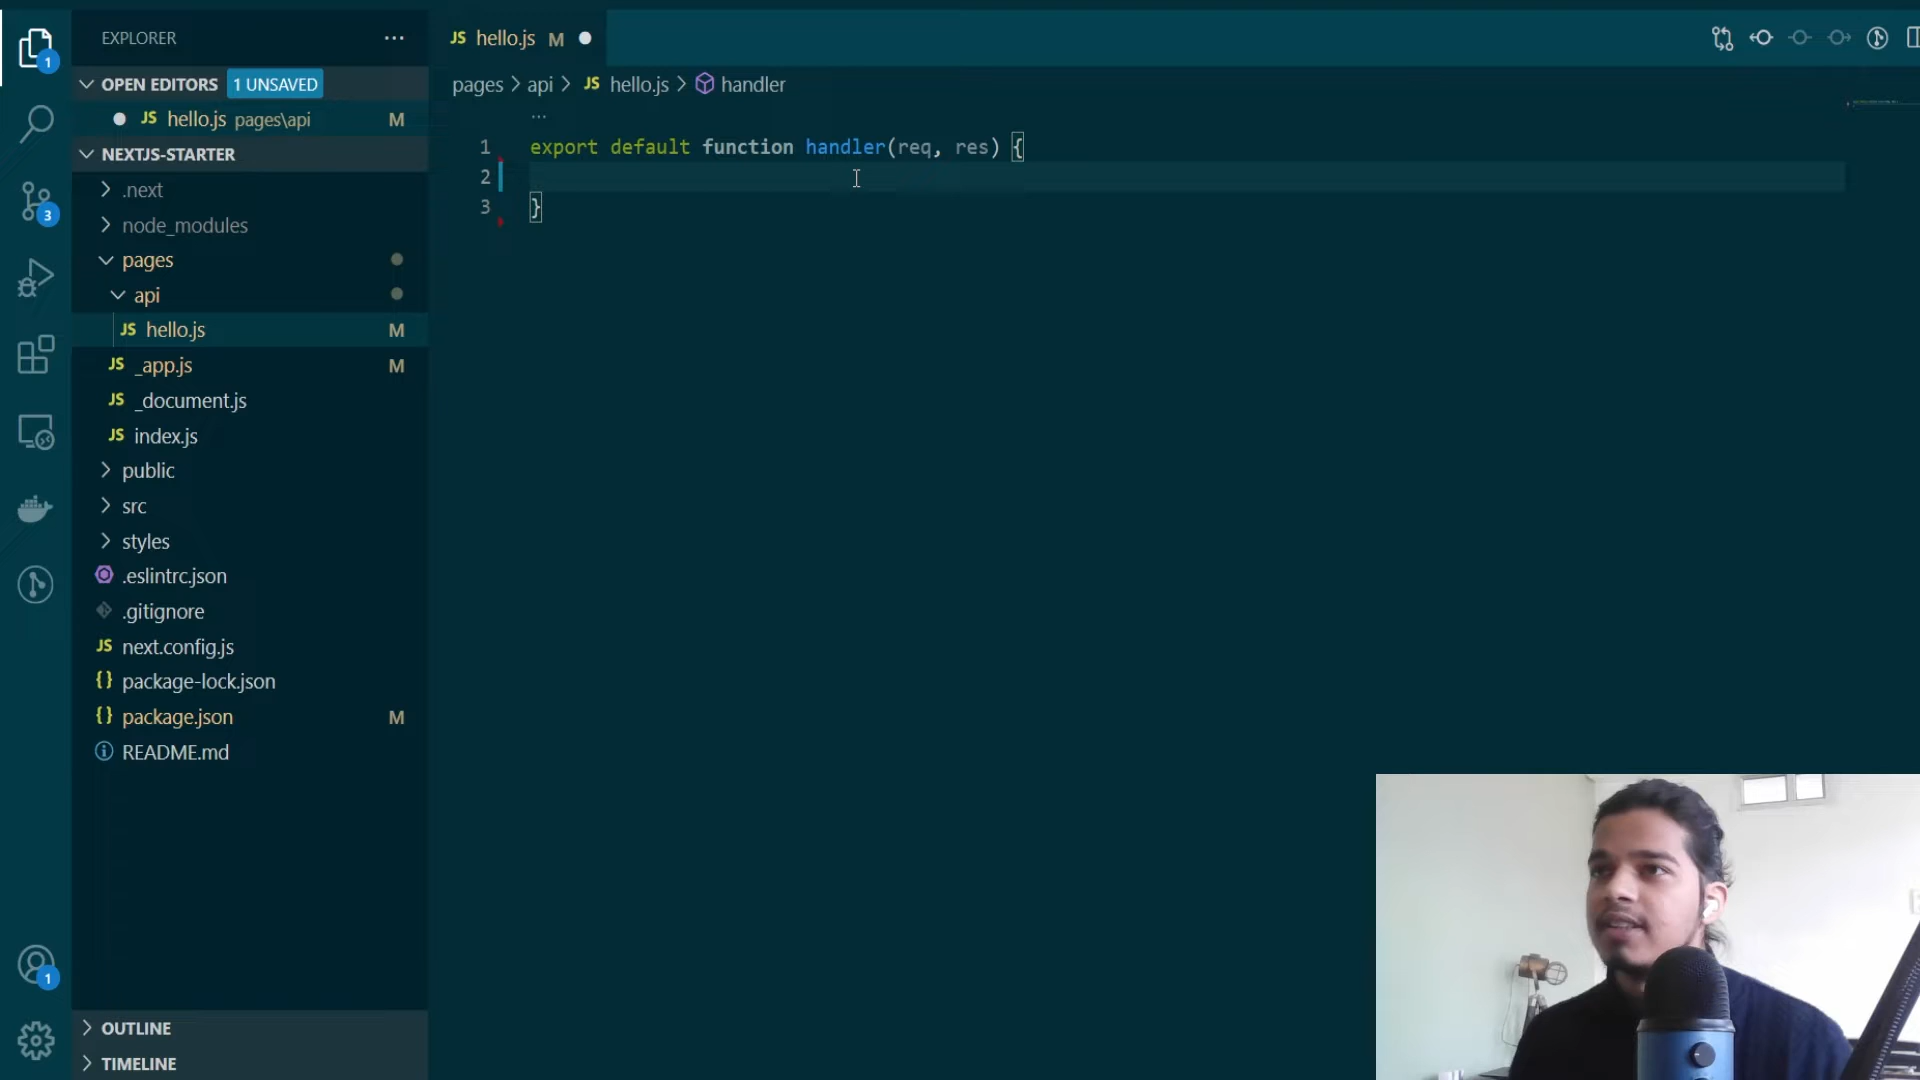 EXPLORER
OPEN EDITORS 1 UNSAVED
JS hello.js pages\api M
NEXTJS-STARTER
.next
node_modules
pages
api
JS hello.js M
JS _app.js M
JS _document.js
JS index.js
public
src
styles
.eslintrc.json
.gitignore
JS next.config.js
{} package-lock.json
{} package.json M
README.md
OUTLINE
TIMELINE
1
3
1
JS hello.js M
pages > api > JS hello.js > handler
...
1 export default function handler(req, res) {
2
3 }